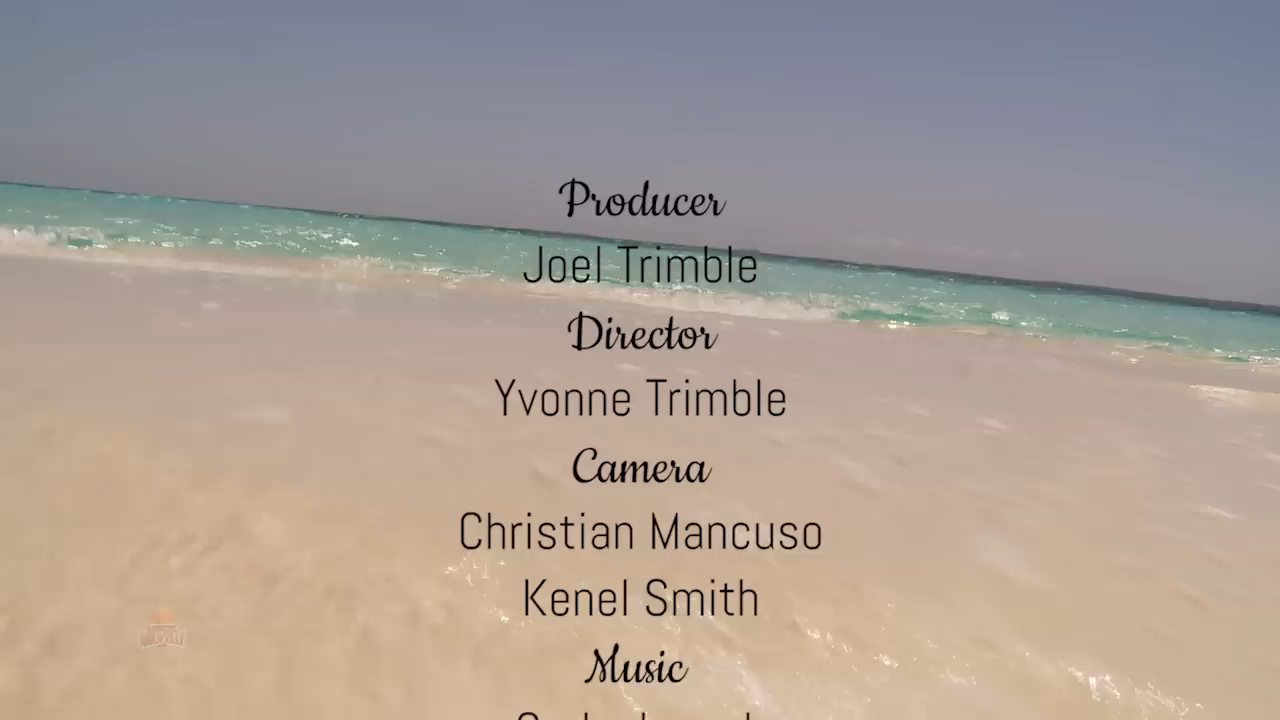 Producer
Joel Trimble
Director
Yvonne Trimble
Camera
Christian Mancuso
Kenel Smith
Music